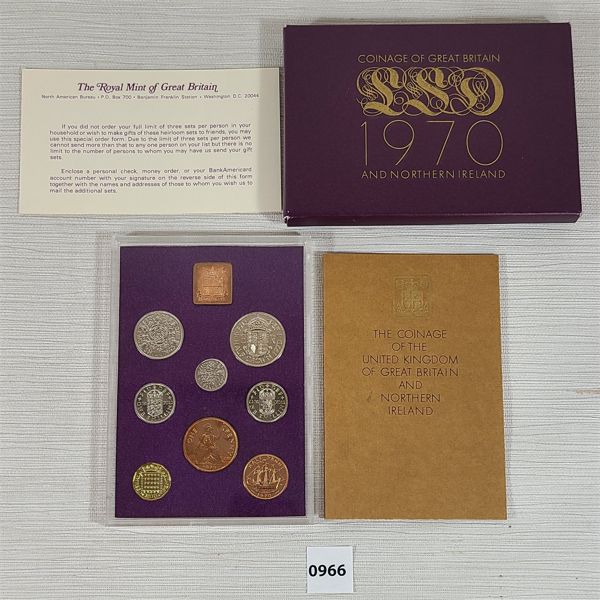 The Royal Mint of Great Britain
North American Bureau • P.O. Box 700 • Benjamin Franklin Station • Washington D.C. 20044
If you did not order your full limit of three sets per person in your
household or wish to make gifts of these heirloom sets to friends, you may
use this special order form. Due to the limit of three sets per person we
cannot send more than that to any one person on your list but there is no
limit to the number of persons to whom you may have us send your gift
sets.
Enclose a personal check, money order, or your BankAmericard
account number with your signature on the reverse side of this form
together with the names and addresses of those to whom you wish us to
mail the additional sets.
COINAGE OF GREAT BRITAIN
LSD
1970
AND NORTHERN IRELAND
THE COINAGE
OF THE
UNITED KINGDOM
OF GREAT BRITAIN
AND
NORTHERN
IRELAND
ONE PENNY
0966